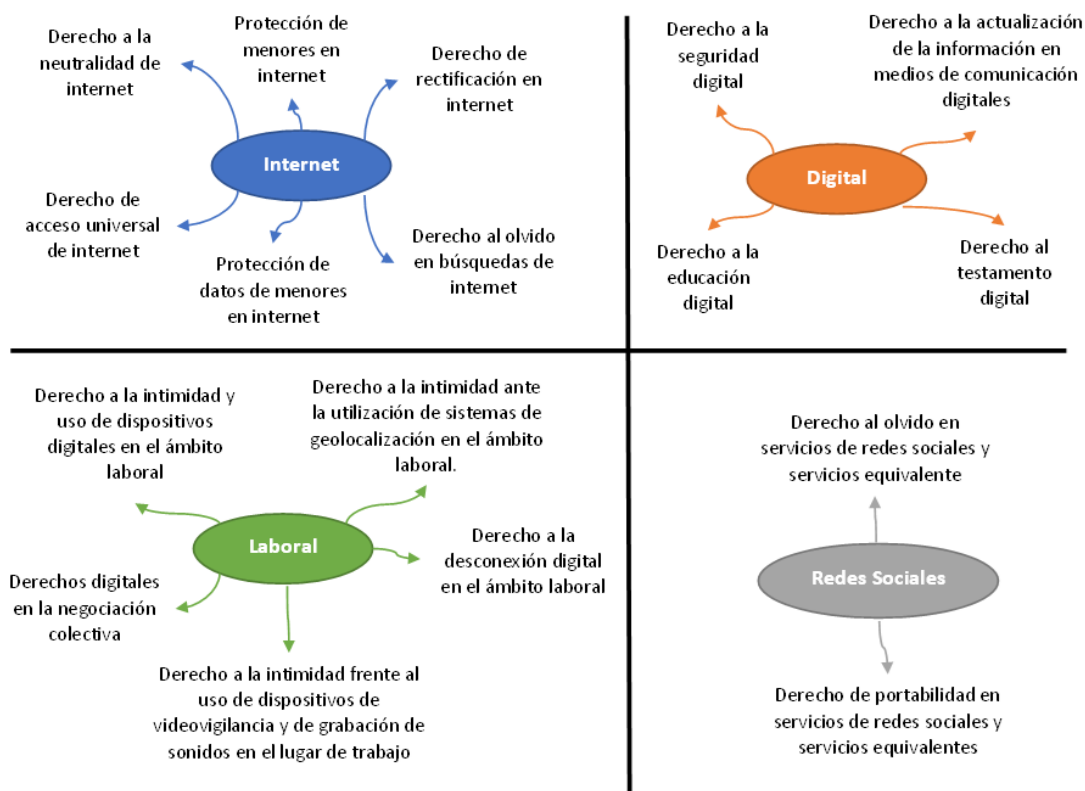 Derecho a la
neutralidad de
internet
Protección de
menores en
internet
Derecho de
rectificación en
internet
Internet
Derecho de
acceso universal
de internet
Protección de
datos de menores
en internet
Derecho al olvido
en búsquedas de
internet
Derecho a la
seguridad
digital
Derecho a la actualización
de la información en
medios de comunicación
digitales
Digital
Derecho a la
educación
digital
Derecho al
testamento
digital
Derecho a la intimidad y
uso de dispositivos
digitales en el ámbito
laboral
Derecho a la intimidad ante
la utilización de sistemas de
geolocalización en el ámbito
laboral.
Laboral
Derecho a la
desconexión digital
en el ámbito laboral
Derechos digitales
en la negociación
colectiva
Derecho a la intimidad frente al
uso de dispositivos de
videovigilancia y de grabación de
sonidos en el lugar de trabajo
Derecho al olvido en
servicios de redes sociales y
servicios equivalente
Redes Sociales
Derecho de portabilidad en
servicios de redes sociales y
servicios equivalentes